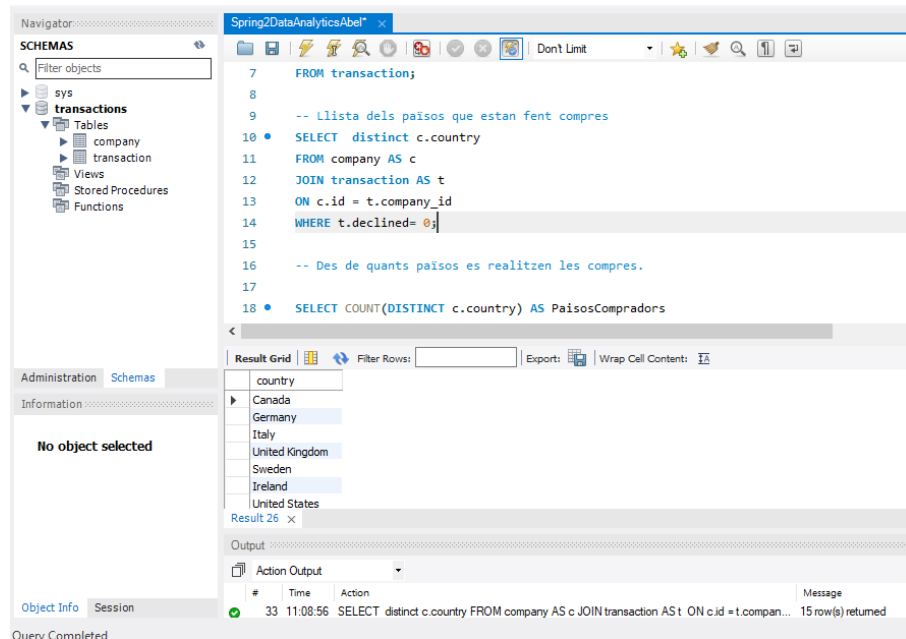 Navigator
SCHEMAS
Filter objects
sys
transactions
Tables
company
transaction
Views
Stored Procedures
Functions
Administration Schemas
Information
No object selected
Object Info Session
Query Completed
Spring2DataAnalyticsAbel*
Don't Limit
7 FROM transaction;
8
9 -- Llista dels països que estan fent compres
10 SELECT distinct c.country
11 FROM company AS c
12 JOIN transaction AS t
13 ON c.id = t.company_id
14 WHERE t.declined= 0;
15
16 -- Des de quants països es realitzen les compres.
17
18 SELECT COUNT(DISTINCT c.country) AS PaisosCompradors
Result Grid Filter Rows: Export: Wrap Cell Content:
country
Canada
Germany
Italy
United Kingdom
Sweden
Ireland
United States
Result 26
Output
Action Output
# Time Action Message
33 11:08:56 SELECT distinct c.country FROM company AS c JOIN transaction AS t ON c.id = t.compan... 15 row(s) returned